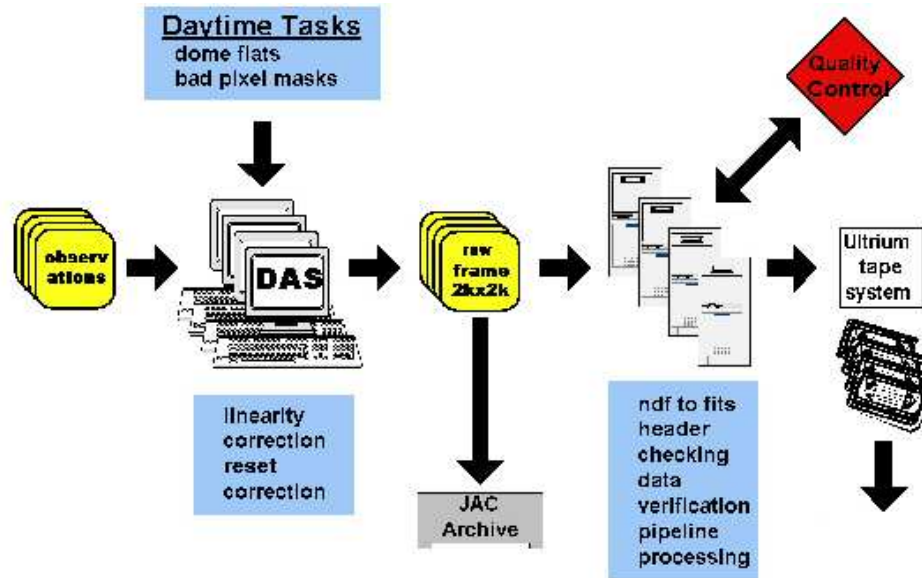 Daytime Tasks
dome flats
bad pixel masks
Quality
Control
observ
ations
DAS
raw
frame
2kx2k
Ultrium
tape
system
linearity
correction
reset
correction
JAC
Archive
ndf to fits
header
checking
data
verification
pipeline
processing